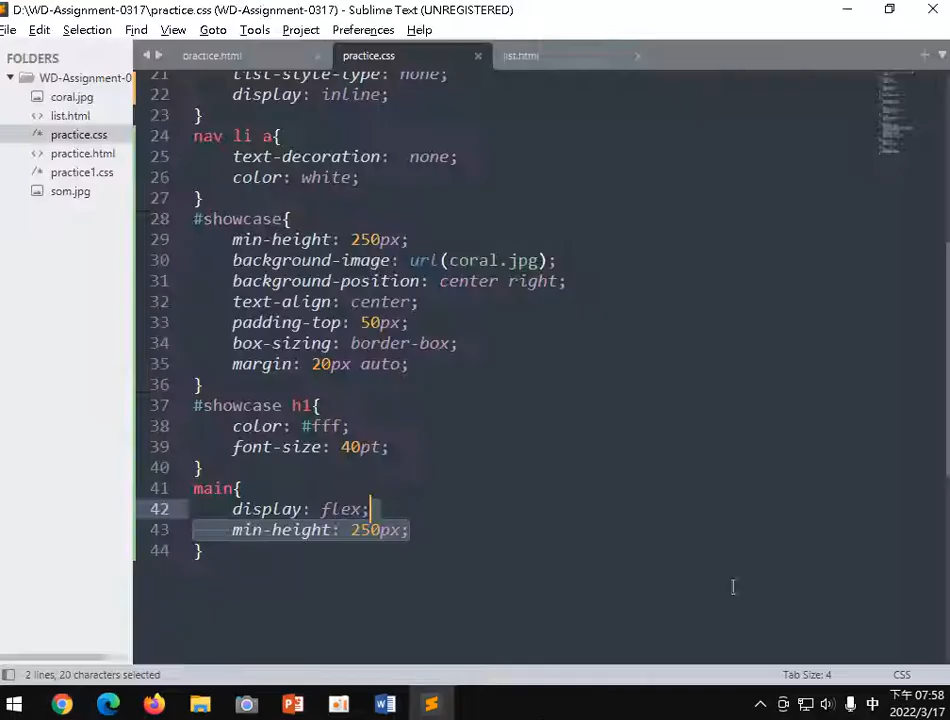 D:\WD-Assignment-0317\practice.css (WD-Assignment-0317) - Sublime Text (UNREGISTERED)
File Edit Selection Find View Goto Tools Project Preferences Help
FOLDERS
WD-Assignment-0
coral.jpg
list.html
practice.css
practice.html
practice1.css
som.jpg
practice.html practice.css list.html
21 list-style-type: none;
22 display: inline;
23 }
24 nav li a{
25 text-decoration:  none;
26 color: white;
27 }
28 #showcase{
29 min-height: 250px;
30 background-image: url(coral.jpg);
31 background-position: center right;
32 text-align: center;
33 padding-top: 50px;
34 box-sizing: border-box;
35 margin: 20px auto;
36 }
37 #showcase h1{
38 color: #fff;
39 font-size: 40pt;
40 }
41 main{
42 display: flex;
43 min-height: 250px;
44 }
2 lines, 20 characters selected Tab Size: 4 CSS
中 下午 07:58
2022/3/17